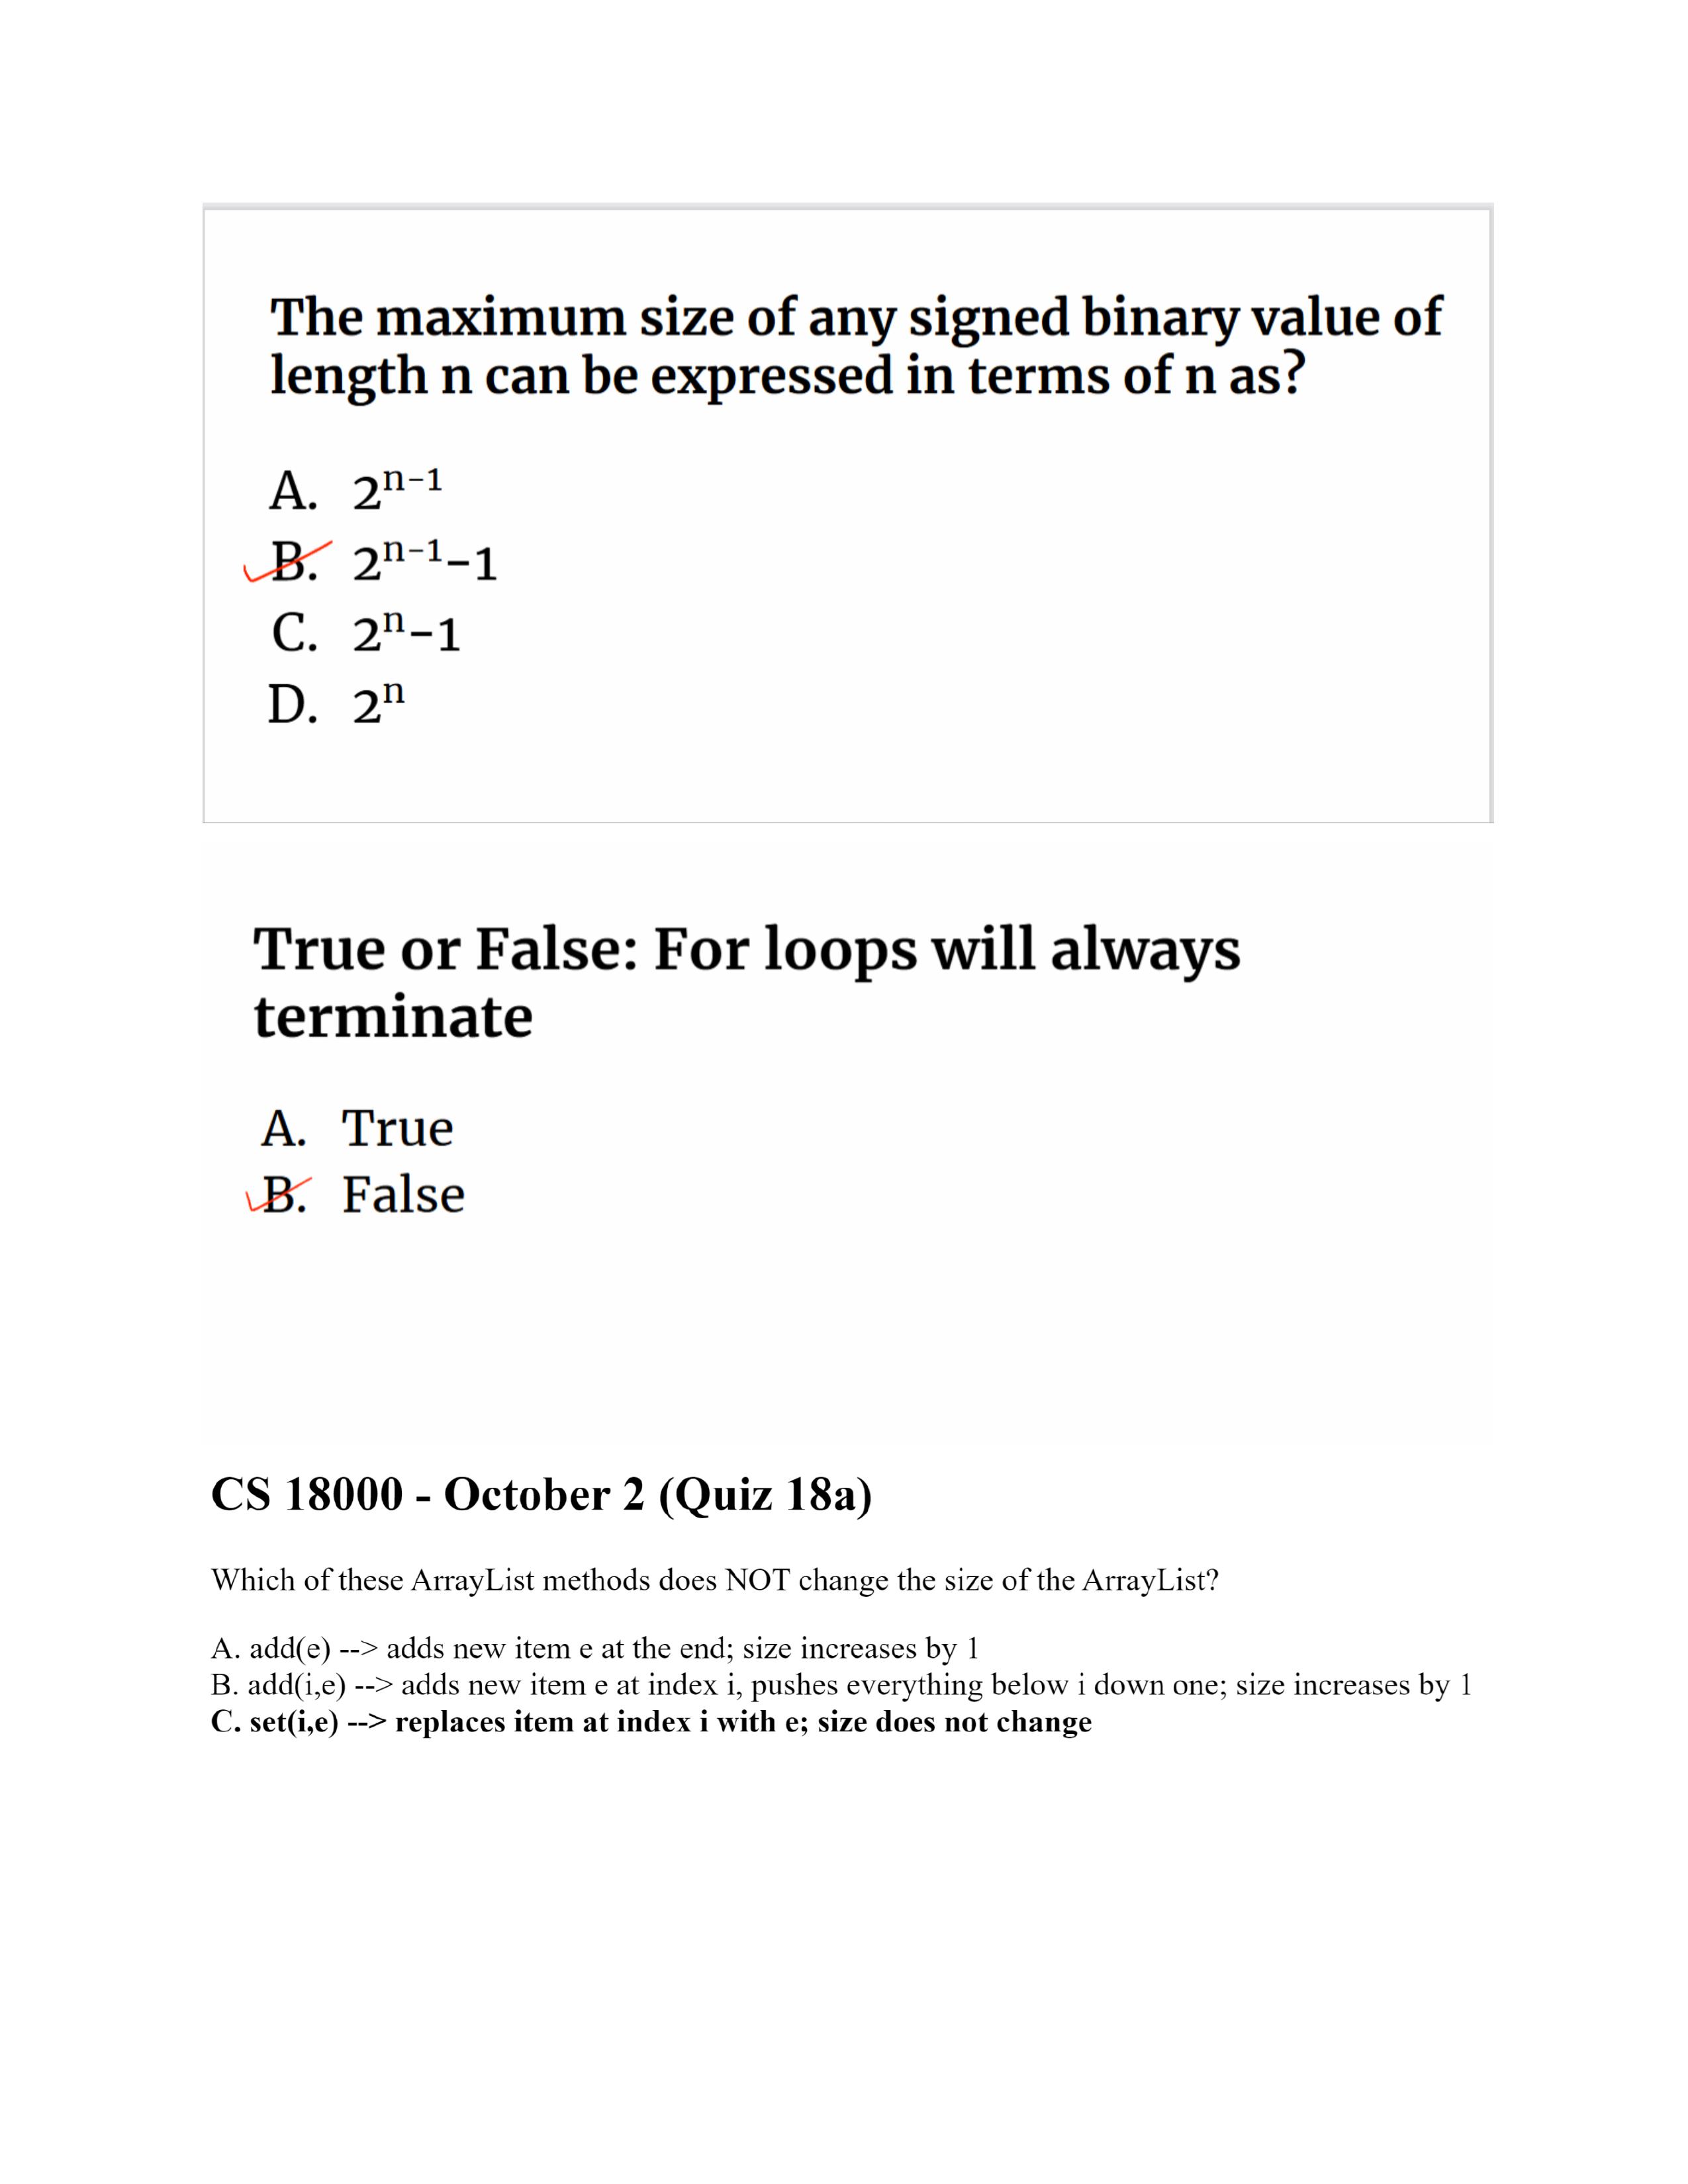 The maximum size of any signed binary value of
length n can be expressed in terms of n as?
A. 2ⁿ⁻¹
B. 2ⁿ⁻¹-1
C. 2ⁿ-1
D. 2ⁿ
True or False: For loops will always
terminate
A. True
B. False
CS 18000 - October 2 (Quiz 18a)
Which of these ArrayList methods does NOT change the size of the ArrayList?
A. add(e) --> adds new item e at the end; size increases by 1
B. add(i,e) --> adds new item e at index i, pushes everything below i down one; size increases by 1
C. set(i,e) --> replaces item at index i with e; size does not change